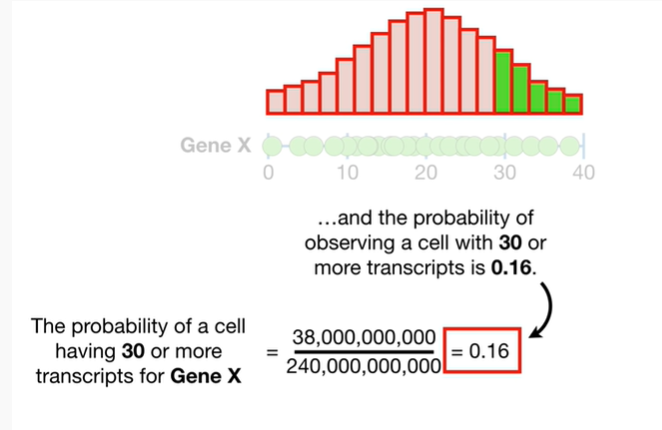 Gene X
0 10 20 30 40
...and the probability of
observing a cell with 30 or
more transcripts is 0.16.
The probability of a cell
having 30 or more
transcripts for Gene X
=
38,000,000,000
240,000,000,000
= 0.16